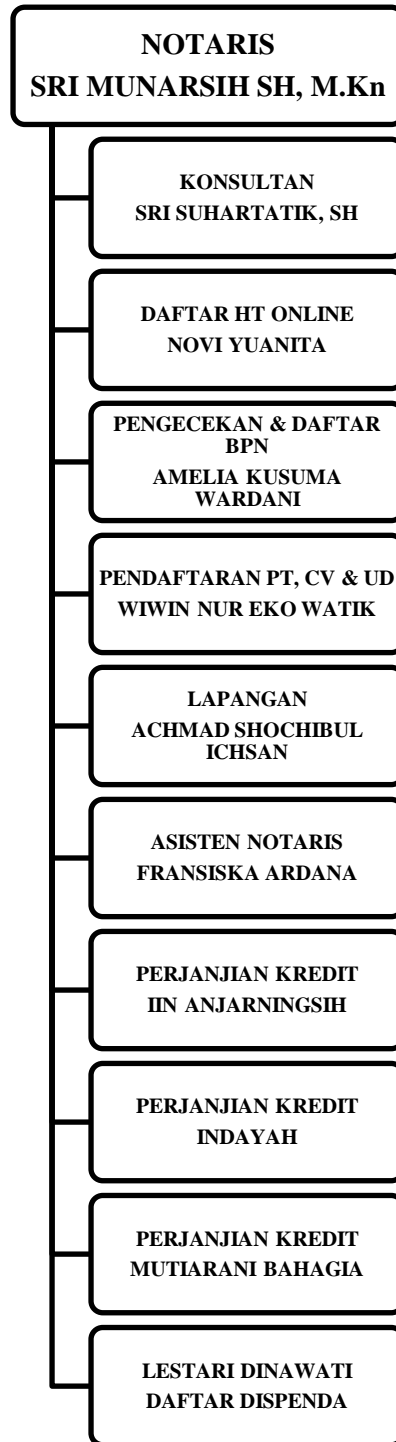 NOTARIS
SRI MUNARSIH SH, M.Kn
KONSULTAN
SRI SUHARTATIK, SH
DAFTAR HT ONLINE
NOVI YUANITA
PENGECEKAN & DAFTAR
BPN
AMELIA KUSUMA
WARDANI
PENDAFTARAN PT, CV & UD
WIWIN NUR EKO WATIK
LAPANGAN
ACHMAD SHOCHIBUL
ICHSAN
ASISTEN NOTARIS
FRANSISKA ARDANA
PERJANJIAN KREDIT
IIN ANJARNINGSIH
PERJANJIAN KREDIT
INDAYAH
PERJANJIAN KREDIT
MUTIARANI BAHAGIA
LESTARI DINAWATI
DAFTAR DISPENDA